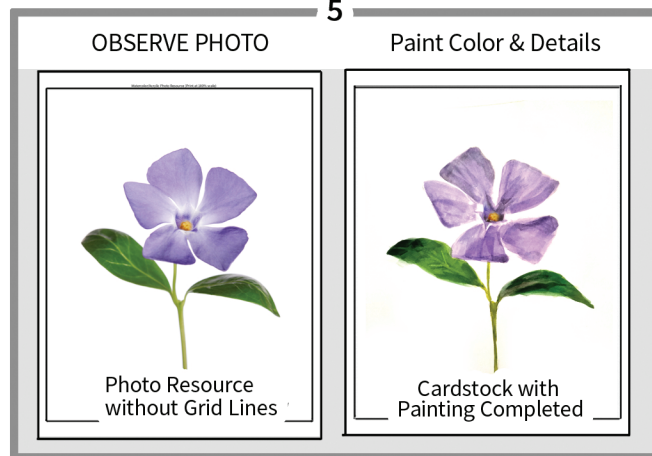 5
OBSERVE PHOTO
Paint Color & Details
Photo Resource
without Grid Lines
Cardstock with
Painting Completed